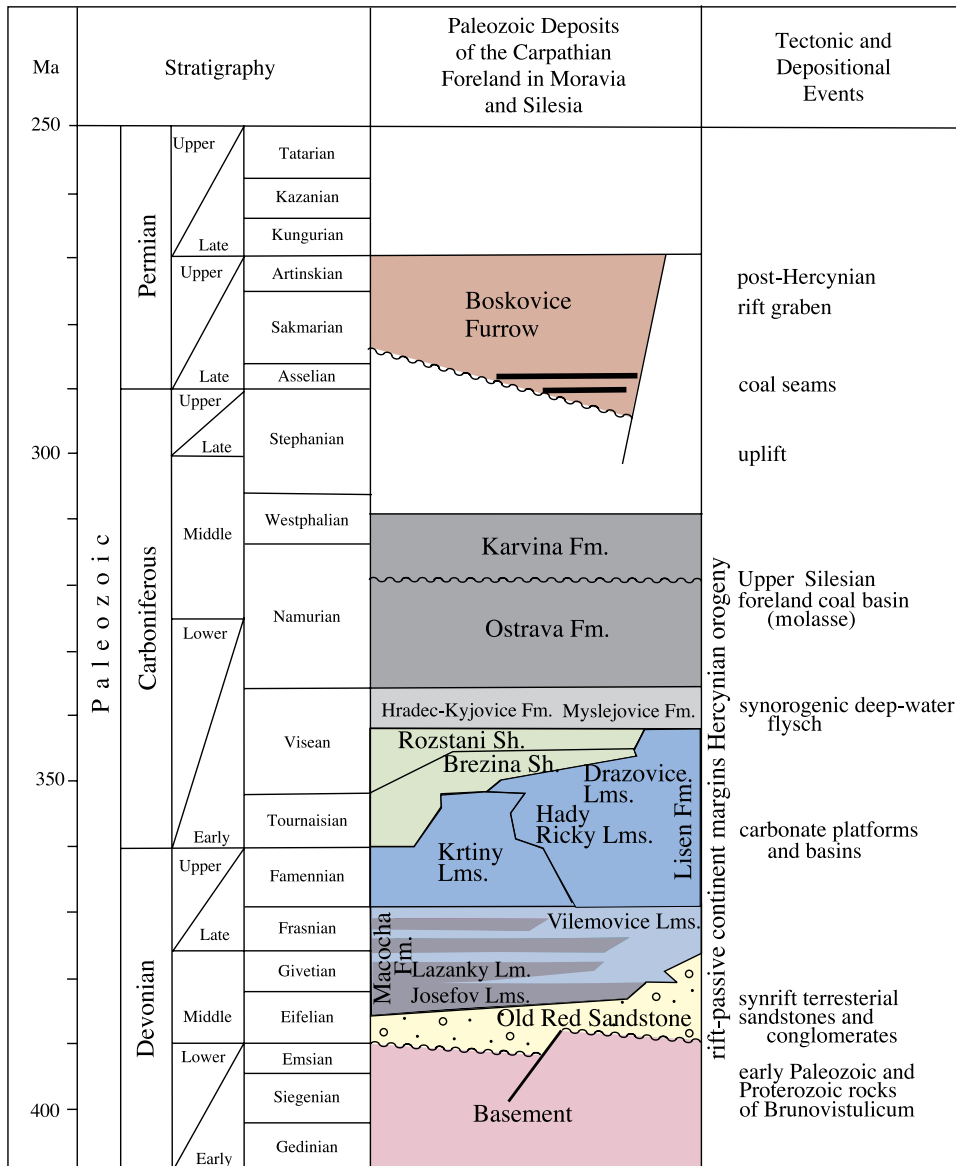 Ma
Stratigraphy
Paleozoic Deposits
of the Carpathian
Foreland in Moravia
and Silesia
Tectonic and
Depositional
Events
250
300
350
400
Paleozoic
Permian
Carboniferous
Devonian
Upper
Late
Upper
Late
Upper
Late
Middle
Lower
Early
Upper
Late
Middle
Lower
Early
Tatarian
Kazanian
Kungurian
Artinskian
Sakmarian
Asselian
Stephanian
Westphalian
Namurian
Visean
Tournaisian
Famennian
Frasnian
Givetian
Eifelian
Emsian
Siegenian
Gedinian
Boskovice
Furrow
Karvina Fm.
Ostrava Fm.
Hradec-Kyjovice Fm. Myslejovice Fm.
Rozstani Sh.
Brezina Sh.
Drazovice.
Lms.
Hady
Ricky Lms.
Krtiny
Lms.
Lisen Fm.
Macocha
Fm.
Vilemovice Lms.
Lazanky Lm.
Josefov Lms.
Old Red Sandstone
Basement
rift-passive continent margins Hercynian orogeny
post-Hercynian
rift graben
coal seams
uplift
Upper Silesian
foreland coal basin
(molasse)
synorogenic deep-water
flysch
carbonate platforms
and basins
synrift terresterial
sandstones and
conglomerates
early Paleozoic and
Proterozoic rocks
of Brunovistulicum